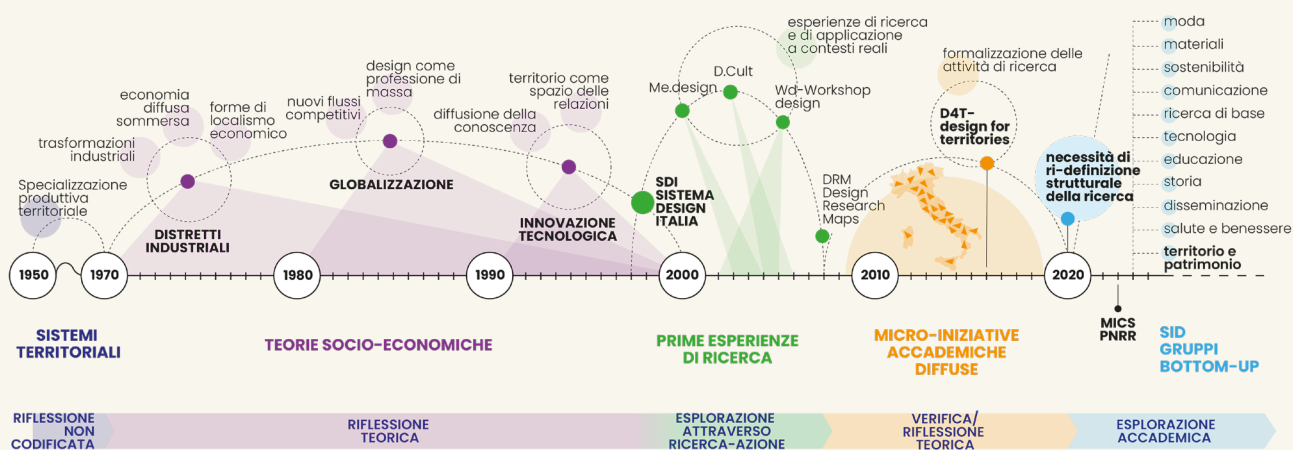 Specializzazione
produttiva
territoriale
trasformazioni
industriali
economia
diffusa
sommersa
forme di
localismo
economico
DISTRETTI
INDUSTRIALI
nuovi flussi
competitivi
design come
professione di
massa
GLOBALIZZAZIONE
diffusione della
conoscenza
territorio come
spazio delle
relazioni
INNOVAZIONE
TECNOLOGICA
SDI
SISTEMA
DESIGN
ITALIA
Me.design
D.Cult
Wd-Workshop
design
esperienze di ricerca
e di applicazione
a contesti reali
DRM
Design
Research
Maps
formalizzazione delle
attività di ricerca
D4T-
design for
territories
necessità di
ri-definizione
strutturale
della ricerca
moda
materiali
sostenibilità
comunicazione
ricerca di base
tecnologia
educazione
storia
disseminazione
salute e benessere
territorio e
patrimonio
1950
1970
1980
1990
2000
2010
2020
MICS
PNRR
SISTEMI
TERRITORIALI
TEORIE SOCIO-ECONOMICHE
PRIME ESPERIENZE
DI RICERCA
MICRO-INIZIATIVE
ACCADEMICHE
DIFFUSE
SID
GRUPPI
BOTTOM-UP
RIFLESSIONE
NON
CODIFICATA
RIFLESSIONE
TEORICA
ESPLORAZIONE
ATTRAVERSO
RICERCA-AZIONE
VERIFICA/
RIFLESSIONE
TEORICA
ESPLORAZIONE
ACCADEMICA